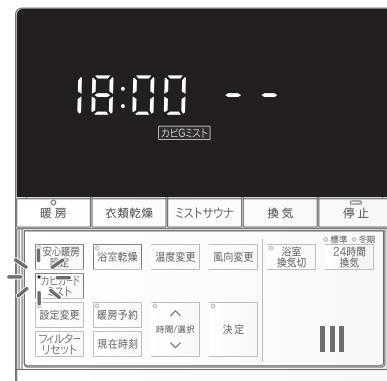 18:00 --
カビGミスト
暖房 衣類乾燥 ミストサウナ 換気 停止
標準 冬期
安心暖房
設定
浴室乾燥
温度変更
風向変更
浴室
換気切
24時間
換気
カビガード
ミスト
設定変更
暖房予約
時間/選択
決定
フィルター
リセット
現在時刻